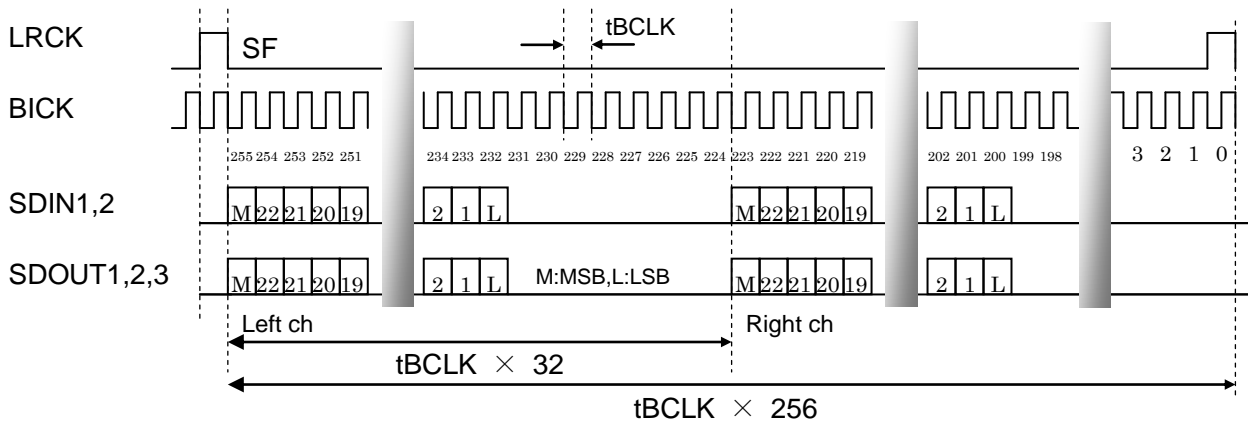 tBCLK
LRCK
SF
BICK
255 254 253 252 251 234 233 232 231 230 229 228 227 226 225 224 223 222 221 220 219 202 201 200 199 198 3 2 1 0
SDIN1,2
M 22 21 20 19 2 1 L M 22 21 20 19 2 1 L
SDOUT1,2,3
M 22 21 20 19 2 1 L M:MSB,L:LSB M 22 21 20 19 2 1 L
Left ch Right ch
tBCLK × 32
tBCLK × 256